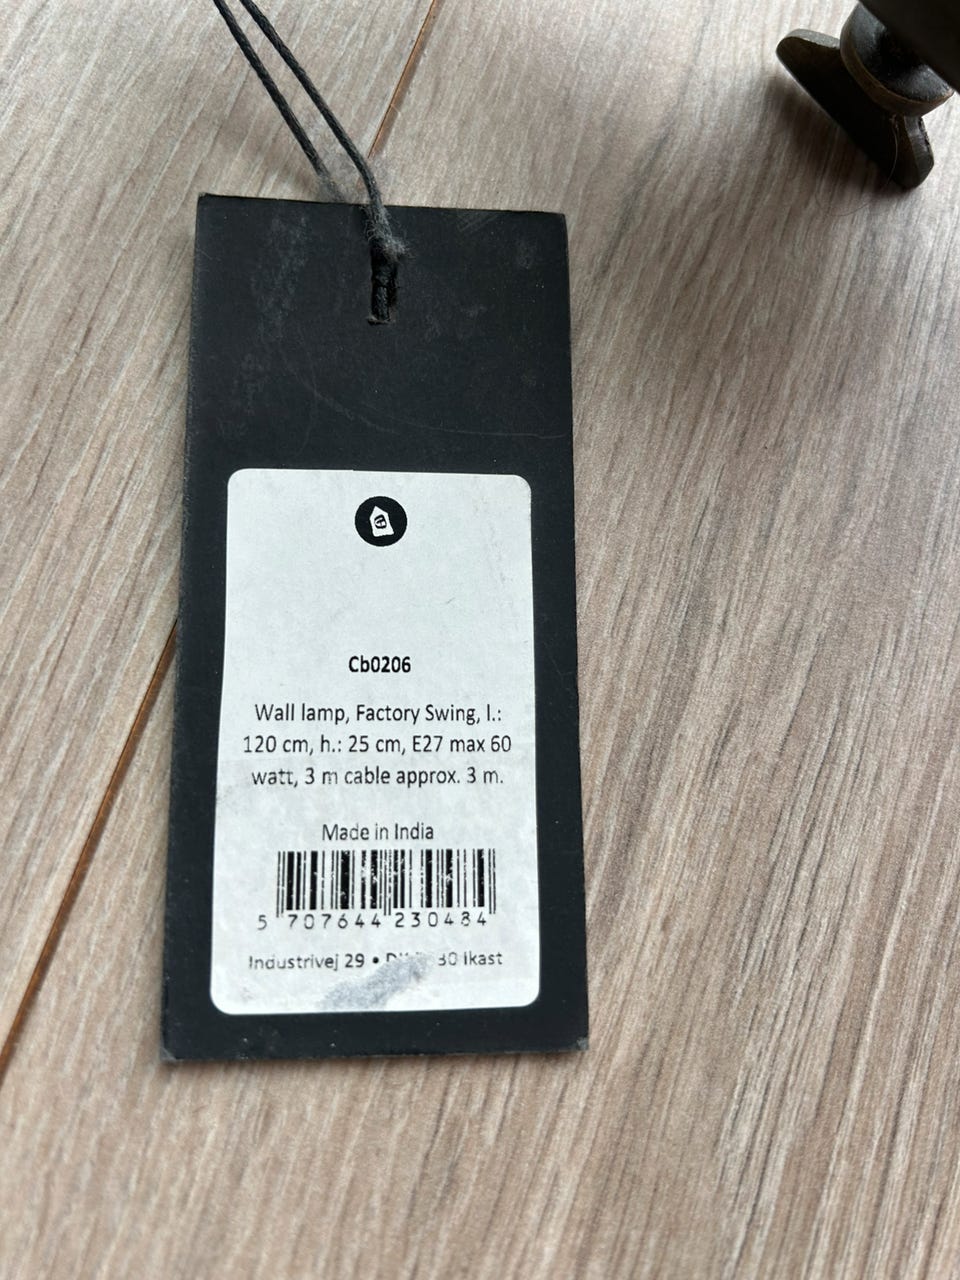 Cb0206
Wall lamp, Factory Swing, l.:
120 cm, h.: 25 cm, E27 max 60
watt, 3 m cable approx. 3 m.
Made in India
5 707644 230484
Industrivej 29 • Ikast